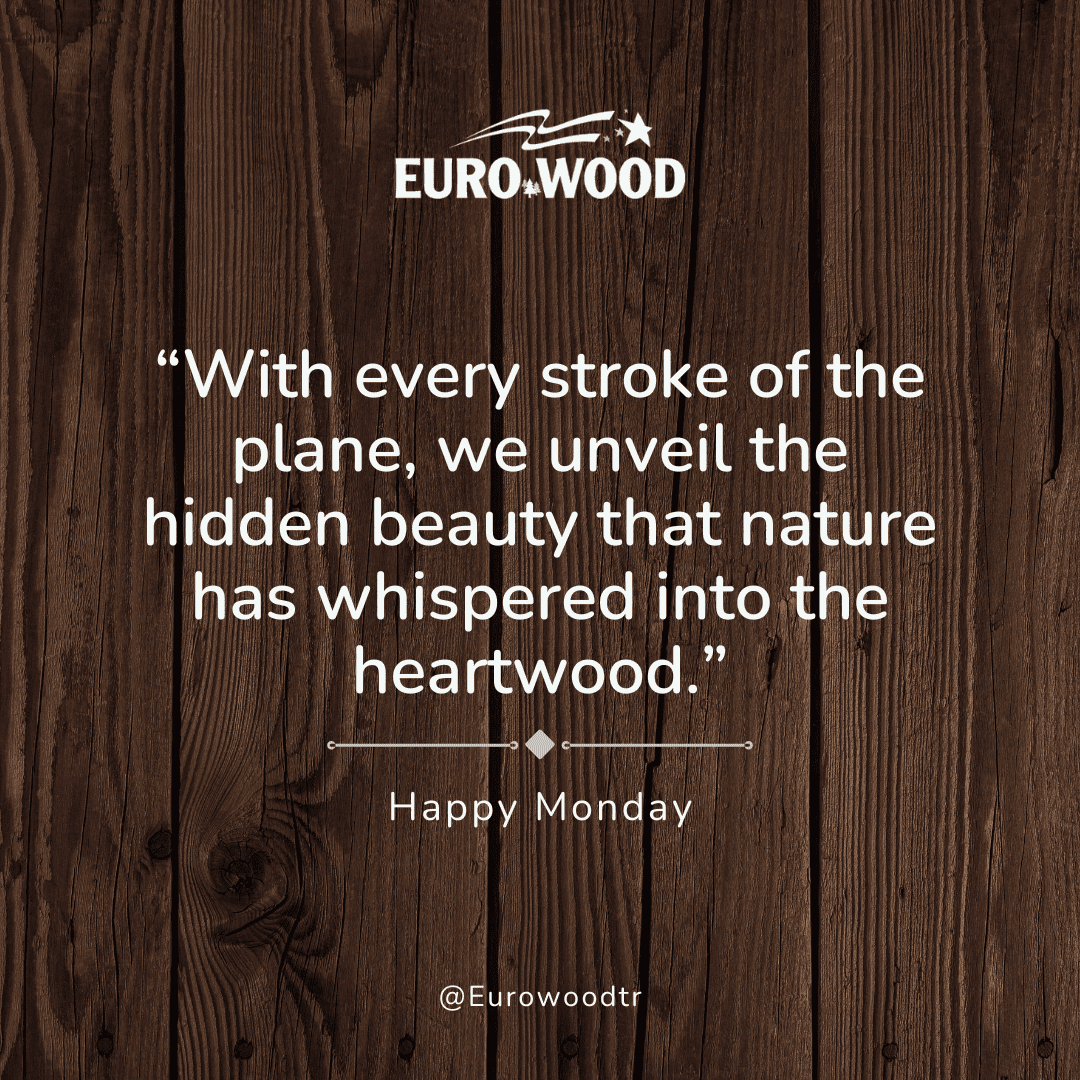 EURO WOOD
“With every stroke of the
plane, we unveil the
hidden beauty that nature
has whispered into the
heartwood.”
Happy Monday
@Eurowoodtr